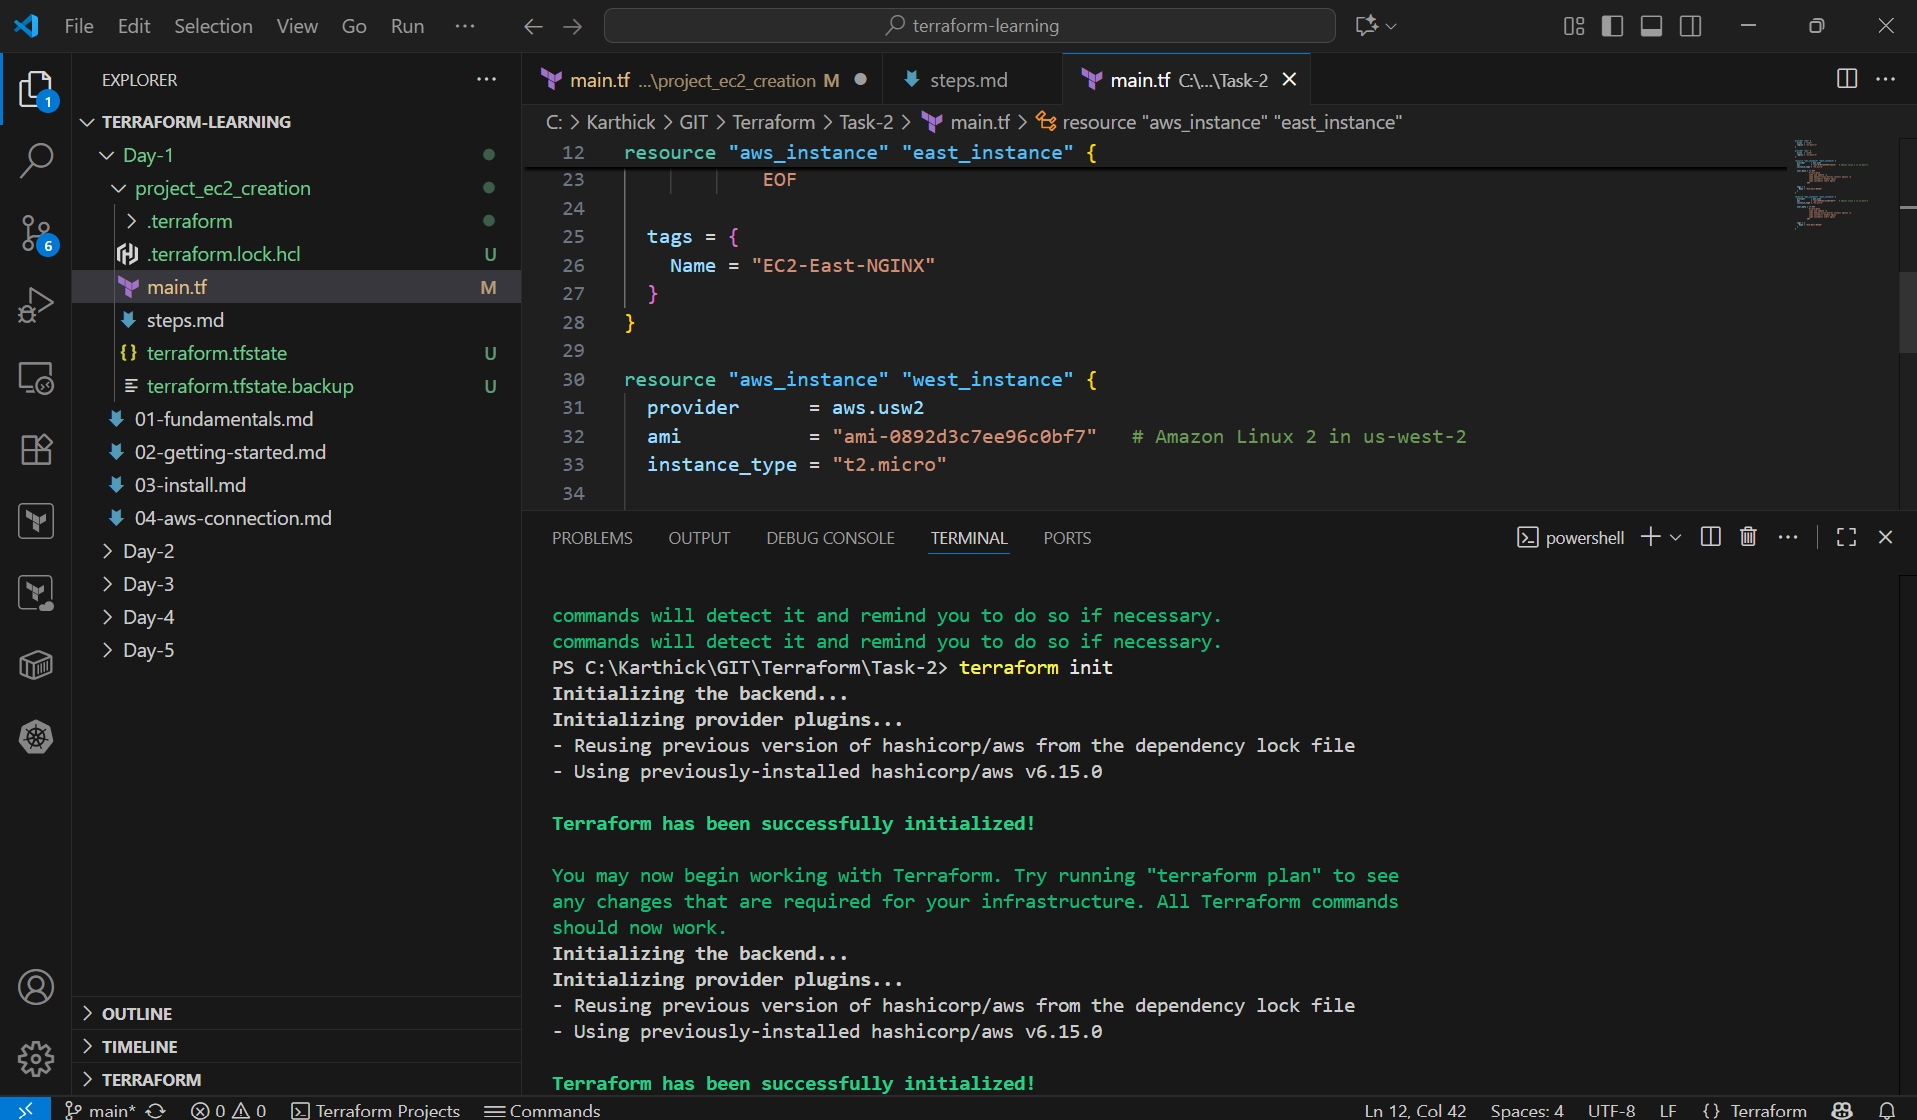 File Edit Selection View Go Run ···
terraform-learning
EXPLORER
1
TERRAFORM-LEARNING
Day-1
project_ec2_creation
.terraform
.terraform.lock.hcl U
6
main.tf M
steps.md
terraform.tfstate U
terraform.tfstate.backup U
01-fundamentals.md
02-getting-started.md
03-install.md
04-aws-connection.md
Day-2
Day-3
Day-4
Day-5
OUTLINE
TIMELINE
TERRAFORM
main.tf ...\project_ec2_creation M
steps.md
main.tf C:\...\Task-2
C: > Karthick > GIT > Terraform > Task-2 > main.tf > resource "aws_instance" "east_instance"
12 resource "aws_instance" "east_instance" {
23 EOF
24
25 tags = {
26 Name = "EC2-East-NGINX"
27 }
28 }
29
30 resource "aws_instance" "west_instance" {
31 provider = aws.usw2
32 ami = "ami-0892d3c7ee96c0bf7" # Amazon Linux 2 in us-west-2
33 instance_type = "t2.micro"
34
PROBLEMS OUTPUT DEBUG CONSOLE TERMINAL PORTS
powershell
commands will detect it and remind you to do so if necessary.
commands will detect it and remind you to do so if necessary.
PS C:\Karthick\GIT\Terraform\Task-2> terraform init
Initializing the backend...
Initializing provider plugins...
- Reusing previous version of hashicorp/aws from the dependency lock file
- Using previously-installed hashicorp/aws v6.15.0
Terraform has been successfully initialized!
You may now begin working with Terraform. Try running "terraform plan" to see
any changes that are required for your infrastructure. All Terraform commands
should now work.
Initializing the backend...
Initializing provider plugins...
- Reusing previous version of hashicorp/aws from the dependency lock file
- Using previously-installed hashicorp/aws v6.15.0
Terraform has been successfully initialized!
main* 0 0 Terraform Projects Commands
Ln 12, Col 42 Spaces: 4 UTF-8 LF {} Terraform